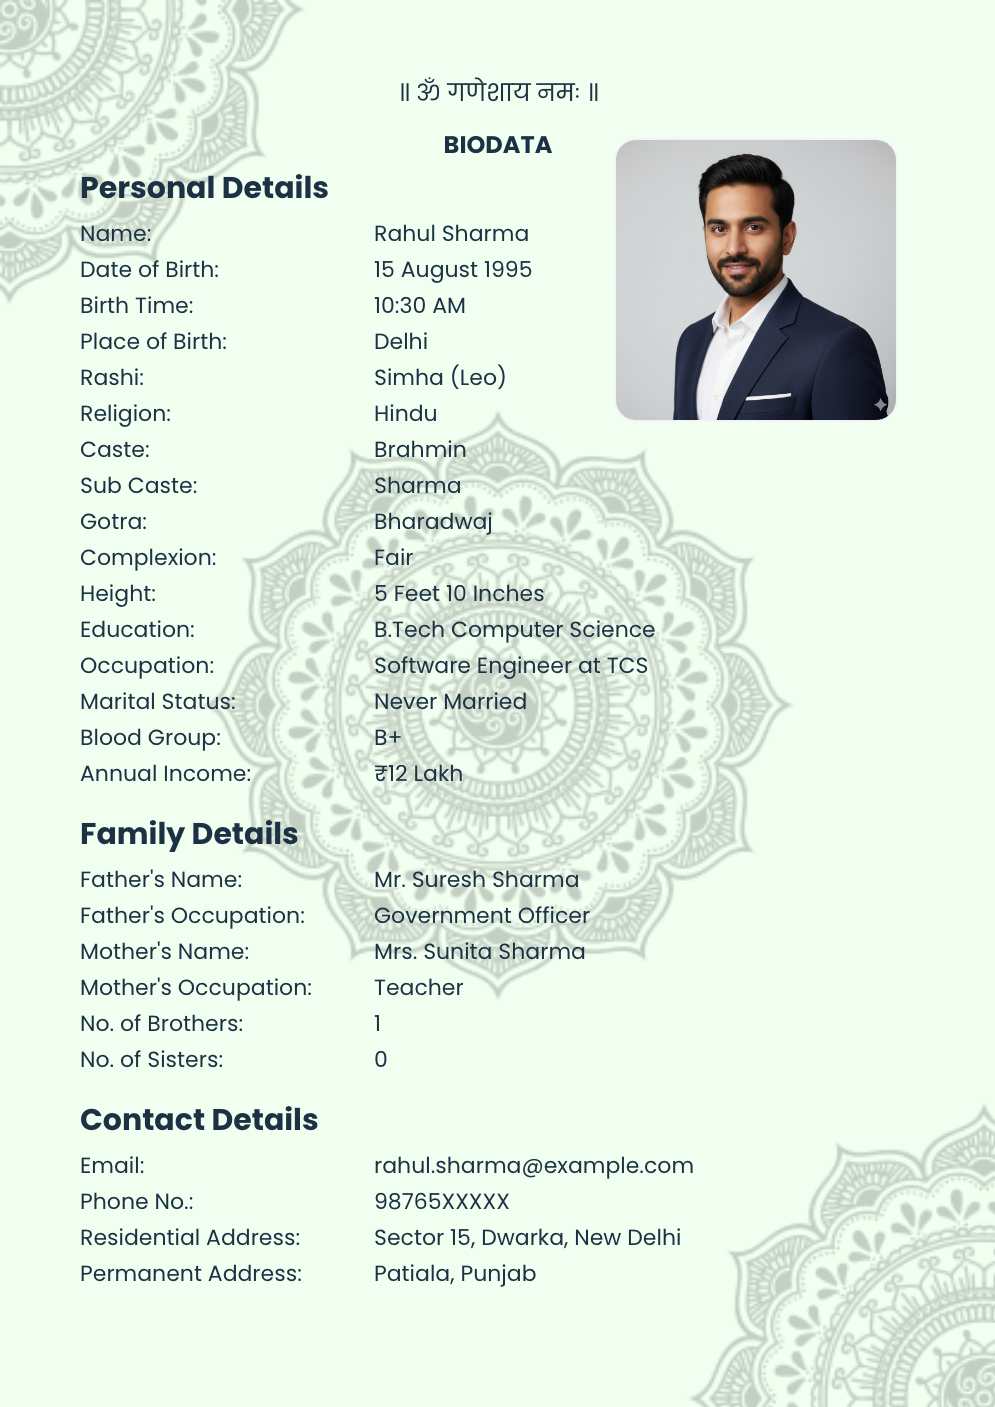 ॥ ॐ गणेशाय नमः ॥
BIODATA
Personal Details
Name: Rahul Sharma
Date of Birth: 15 August 1995
Birth Time: 10:30 AM
Place of Birth: Delhi
Rashi: Simha (Leo)
Religion: Hindu
Caste: Brahmin
Sub Caste: Sharma
Gotra: Bharadwaj
Complexion: Fair
Height: 5 Feet 10 Inches
Education: B.Tech Computer Science
Occupation: Software Engineer at TCS
Marital Status: Never Married
Blood Group: B+
Annual Income: ₹12 Lakh
Family Details
Father's Name: Mr. Suresh Sharma
Father's Occupation: Government Officer
Mother's Name: Mrs. Sunita Sharma
Mother's Occupation: Teacher
No. of Brothers: 1
No. of Sisters: 0
Contact Details
Email: rahul.sharma@example.com
Phone No.: 98765XXXXX
Residential Address: Sector 15, Dwarka, New Delhi
Permanent Address: Patiala, Punjab